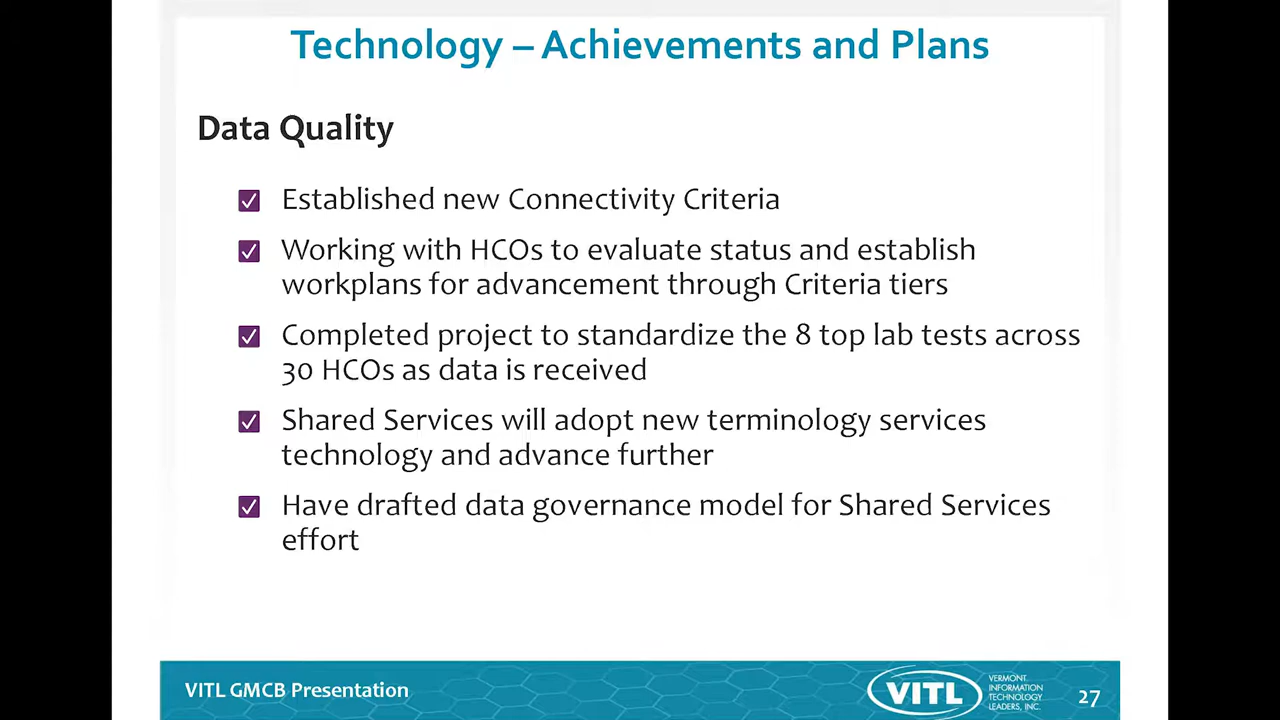 Technology – Achievements and Plans
Data Quality
Established new Connectivity Criteria
Working with HCOs to evaluate status and establish
workplans for advancement through Criteria tiers
Completed project to standardize the 8 top lab tests across
30 HCOs as data is received
Shared Services will adopt new terminology services
technology and advance further
Have drafted data governance model for Shared Services
effort
VITL GMCB Presentation
VITL
VERMONT
INFORMATION
TECHNOLOGY
LEADERS, INC.
27